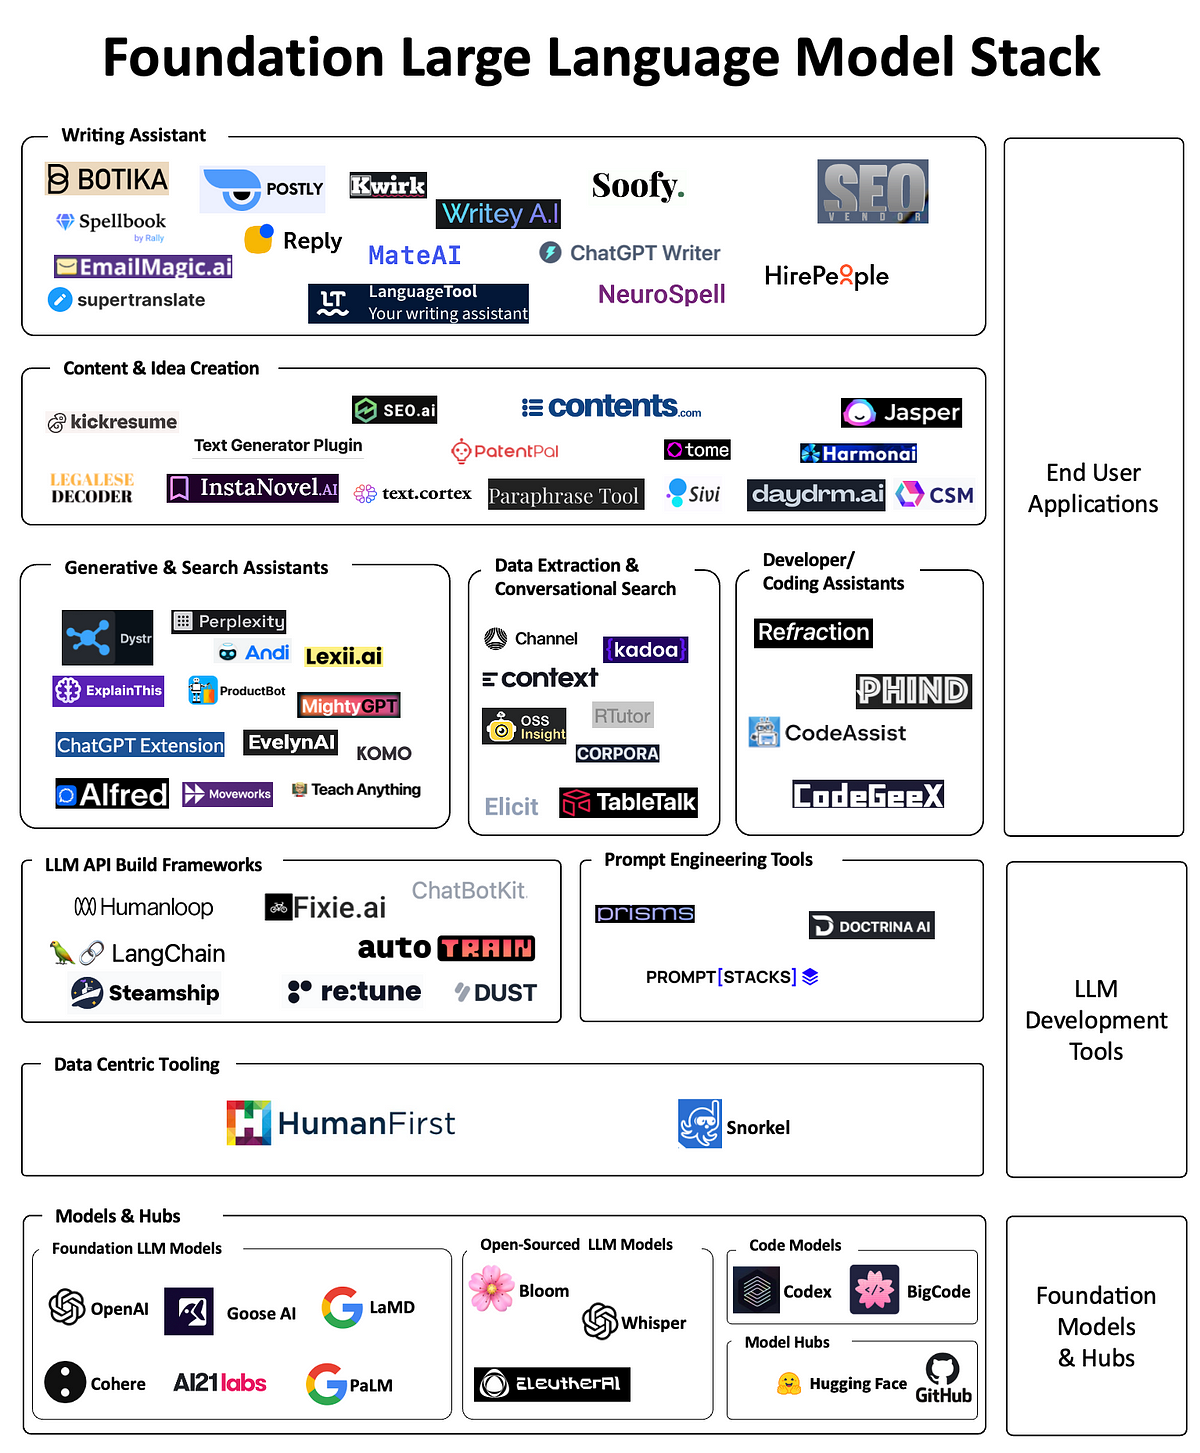 Foundation Large Language Model Stack
Writing Assistant
BOTIKA
POSTLY
Kwirk
Writey A.I
Soofy.
SEO
VENDOR
Spellbook
by Rally
Reply
MateAI
ChatGPT Writer
HirePeople
EmailMagic.ai
supertranslate
LT
LanguageTool
Your writing assistant
NeuroSpell
Content & Idea Creation
kickresume
SEO.ai
contents.com
Jasper
Text Generator Plugin
PatentPal
tome
Harmonai
LEGALESE
DECODER
InstaNovel.AI
text.cortex
Paraphrase Tool
Sivi
daydrm.ai
CSM
End User
Applications
Generative & Search Assistants
Dystr
Perplexity
Andi
Lexii.ai
ExplainThis
ProductBot
MightyGPT
ChatGPT Extension
EvelynAI
KOMO
Alfred
Moveworks
Teach Anything
Data Extraction &
Conversational Search
Channel
{kadoa}
context
OSS
Insight
RTutor
CORPORA
Elicit
TableTalk
Developer/
Coding Assistants
Refraction
PHIND
CodeAssist
CodeGeeX
LLM API Build Frameworks
Humanloop
Fixie.ai
ChatBotKit.
LangChain
auto TRAIN
Steamship
re:tune
DUST
Prompt Engineering Tools
prisms
DOCTRINA AI
PROMPT[STACKS]
LLM
Development
Tools
Data Centric Tooling
HumanFirst
Snorkel
Models & Hubs
Foundation LLM Models
OpenAI
Goose AI
LaMD
Cohere
AI21labs
PaLM
Open-Sourced LLM Models
Bloom
Whisper
ELeutherAI
Code Models
Codex
BigCode
Model Hubs
Hugging Face
GitHub
Foundation
Models
& Hubs